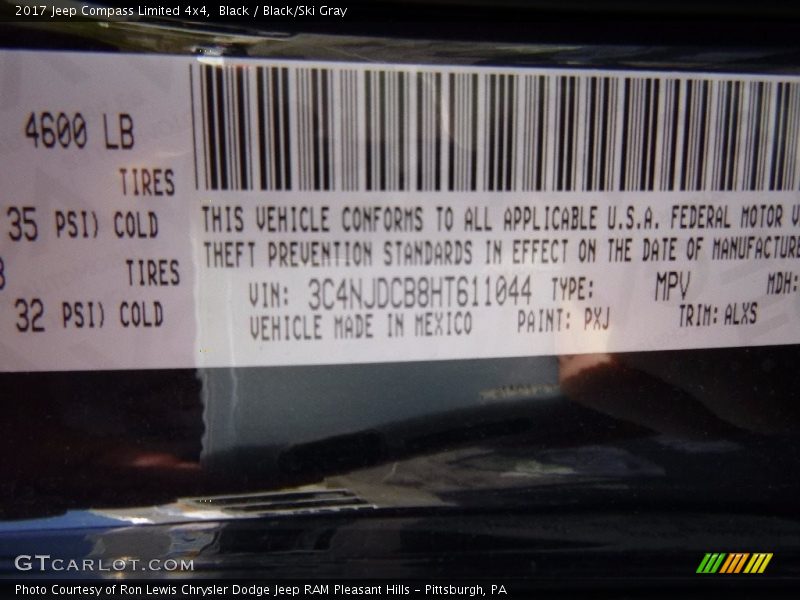 2017 Jeep Compass Limited 4x4, Black / Black/Ski Gray
4600 LB
TIRES
35 PSI) COLD
TIRES
32 PSI) COLD
THIS VEHICLE CONFORMS TO ALL APPLICABLE U.S.A. FEDERAL MOTOR V
THEFT PREVENTION STANDARDS IN EFFECT ON THE DATE OF MANUFACTURE
VIN: 3C4NJDCB8HT611044 TYPE: MPV MDH:
VEHICLE MADE IN MEXICO PAINT: PXJ TRIM: ALXS
GTCARLOT.COM
Photo Courtesy of Ron Lewis Chrysler Dodge Jeep RAM Pleasant Hills - Pittsburgh, PA